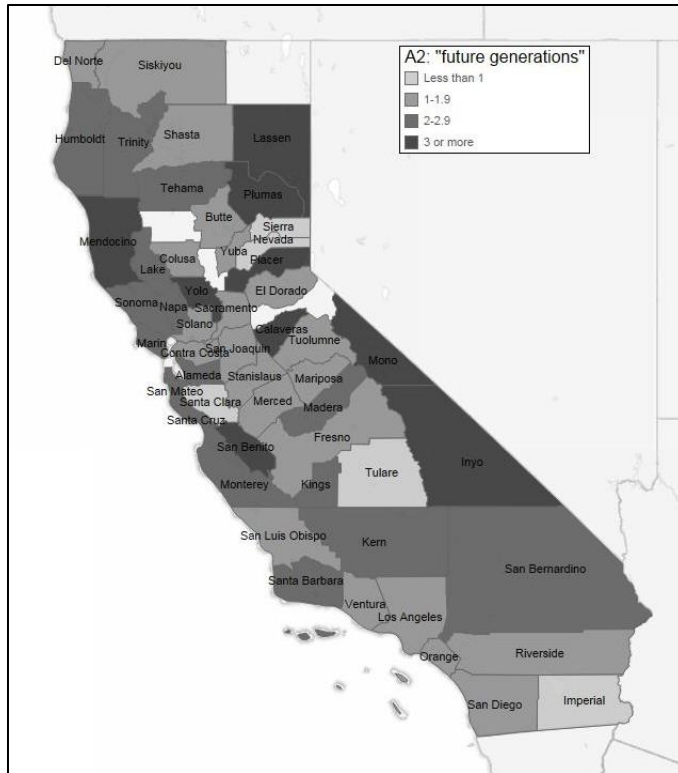 A2: "future generations"
Less than 1
1-1.9
2-2.9
3 or more
Del Norte
Siskiyou
Humboldt
Trinity
Shasta
Lassen
Tehama
Plumas
Butte
Sierra
Nevada
Mendocino
Colusa
Yuba
Placer
Lake
El Dorado
Yolo
Sonoma
Napa
Sacramento
Solano
Calaveras
Marin
San Joaquin
Tuolumne
Contra Costa
Mono
Alameda
Stanislaus
Mariposa
San Mateo
Santa Clara
Merced
Madera
Santa Cruz
Fresno
San Benito
Inyo
Tulare
Monterey
Kings
San Luis Obispo
Kern
San Bernardino
Santa Barbara
Ventura
Los Angeles
Orange
Riverside
San Diego
Imperial